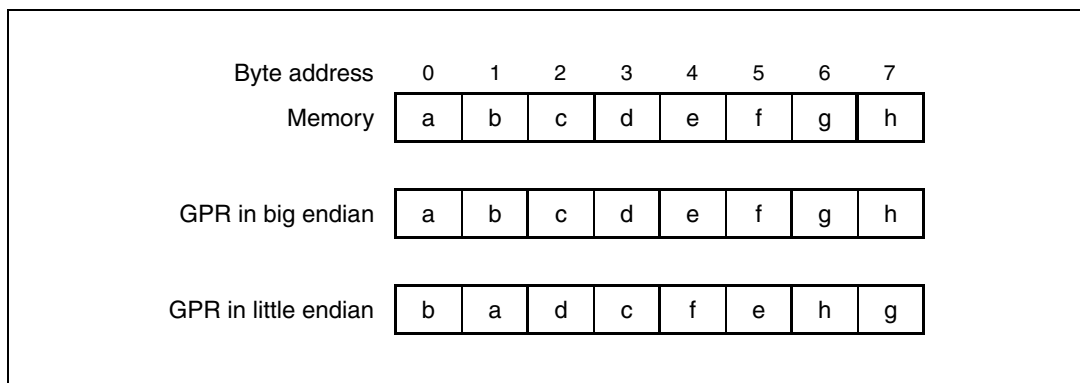 Byte address 0 1 2 3 4 5 6 7
Memory a b c d e f g h
GPR in big endian a b c d e f g h
GPR in little endian b a d c f e h g